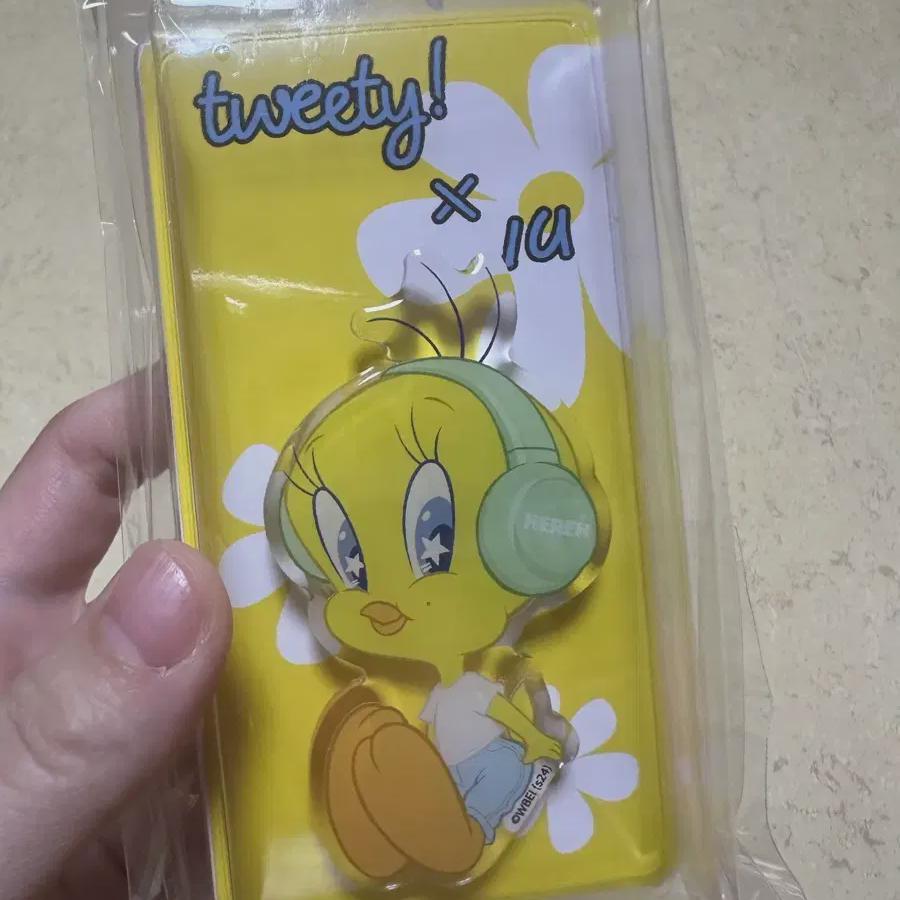 tweety!
x
IU
HEREH
©WBEI (s24)